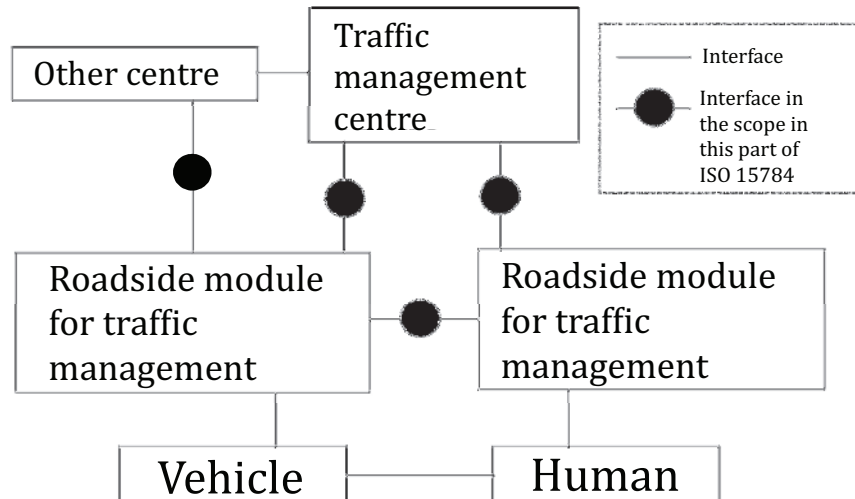 Other centre
Traffic
management
centre
Interface
Interface in
the scope in
this part of
ISO 15784
Roadside module
for traffic
management
Roadside module
for traffic
management
Vehicle
Human